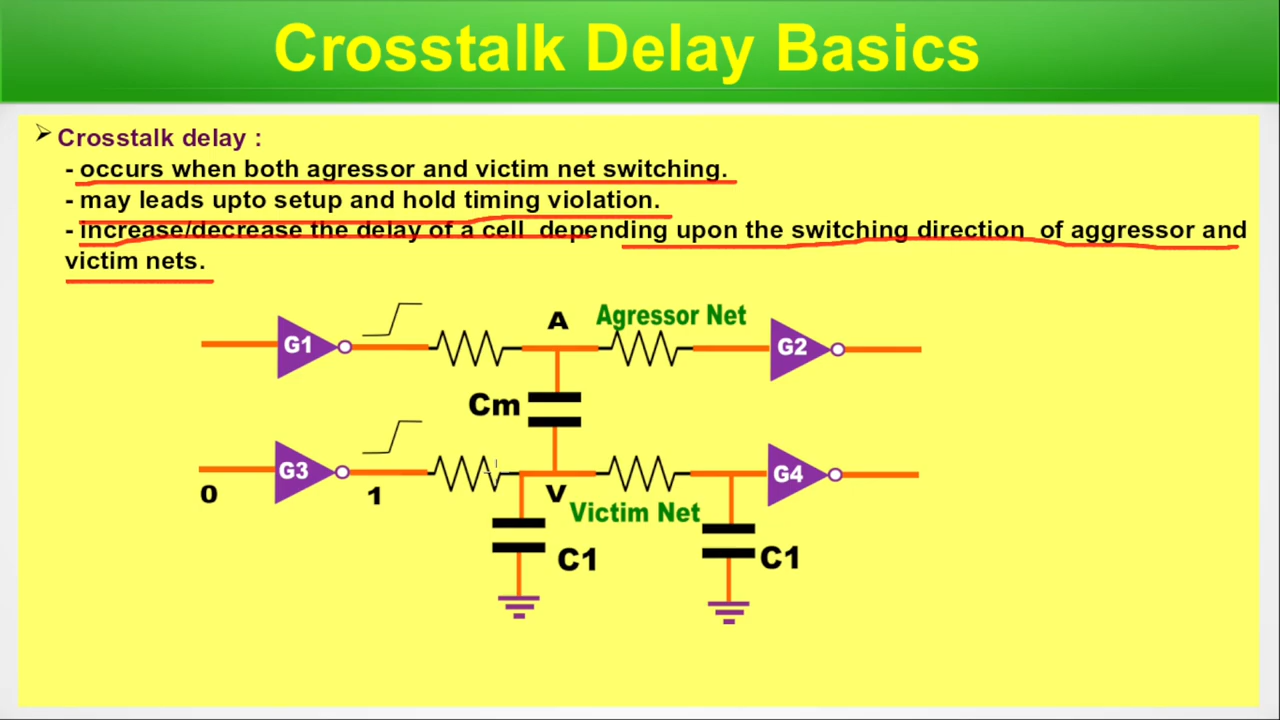 Crosstalk Delay Basics
Crosstalk delay :
- occurs when both agressor and victim net switching.
- may leads upto setup and hold timing violation.
- increase/decrease the delay of a cell depending upon the switching direction of aggressor and
victim nets.
A
Agressor Net
G1
G2
Cm
G3
G4
0
1
V
Victim Net
C1
C1